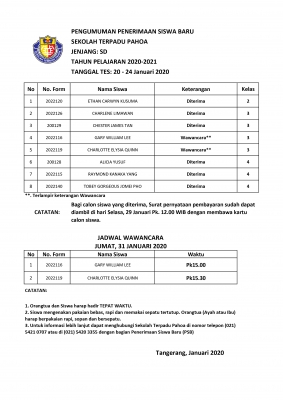 PENGUMUMAN PENERIMAAN SISWA BARU
SEKOLAH TERPADU PAHOA
JENJANG: SD
TAHUN PELAJARAN 2020-2021
TANGGAL TES: 20 - 24 Januari 2020
No No. Form Nama Siswa Keterangan Kelas
1 2022120 ETHAN CARWYN KUSUMA Diterima 2
2 2022126 CHARLENE LIMAWAN Diterima 3
3 200129 CHESTER JAMES TAN Diterima 3
4 2022116 GARY WILLIAM LEE Wawancara** 3
5 2022119 CHARLOTTE ELYSIA QUINN Wawancara** 3
6 200128 ALICIA YUSUF Diterima 4
7 2022115 RAYMOND KANAKA YANG Diterima 4
8 2022140 TOBEY GORGEOUS JOMEI PAO Diterima 4
**. Terlampir Keterangan Wawancara
CATATAN: Bagi calon siswa yang diterima, Surat pernyataan pembayaran sudah dapat
diambil di hari Selasa, 29 Januari Pk. 12.00 WIB dengan membawa kartu
calon siswa.
JADWAL WAWANCARA
JUMAT, 31 JANUARI 2020
No No. Form Nama Siswa Waktu
1 2022116 GARY WILLIAM LEE Pk15.00
2 2022119 CHARLOTTE ELYSIA QUINN Pk15.30
CATATAN:
1. Orangtua dan Siswa harap hadir TEPAT WAKTU.
2. Siswa mengenakan pakaian bebas, rapi dan memakai sepatu tertutup. Orangtua (Ayah atau Ibu)
harap berpakaian rapi, sopan dan bersepatu.
3. Untuk informasi lebih lanjut dapat menghubungi Sekolah Terpadu Pahoa di nomor telepon (021)
5421 0707 atau di (021) 5420 3355 dengan bagian Penerimaan Siswa Baru (PSB)
Tangerang, Januari 2020